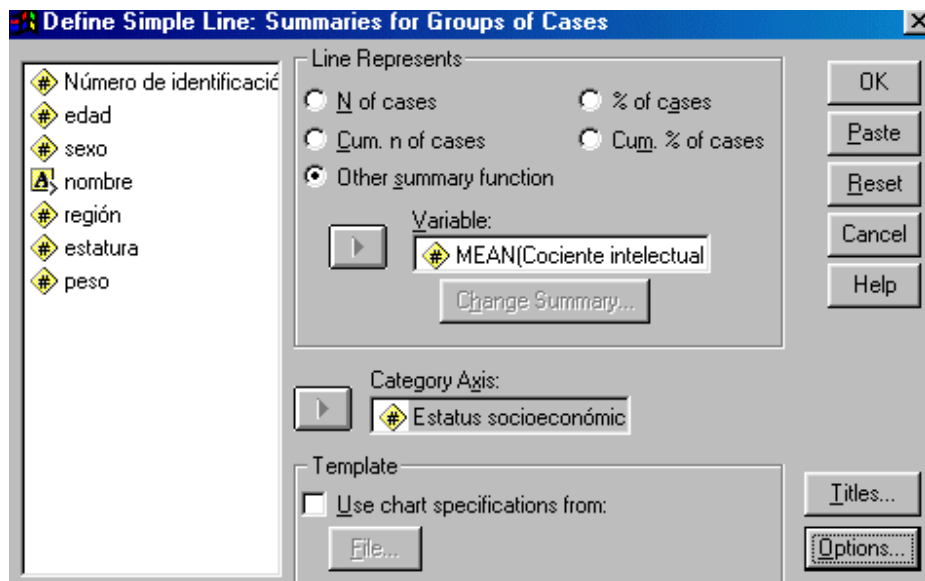 Define Simple Line: Summaries for Groups of Cases
Número de identificació
edad
sexo
nombre
región
estatura
peso
Line Represents
N of cases
% of cases
Cum. n of cases
Cum. % of cases
Other summary function
Variable:
MEAN(Cociente intelectual
Change Summary...
Category Axis:
Estatus socioeconómic
Template
Use chart specifications from:
File...
OK
Paste
Reset
Cancel
Help
Titles...
Options...